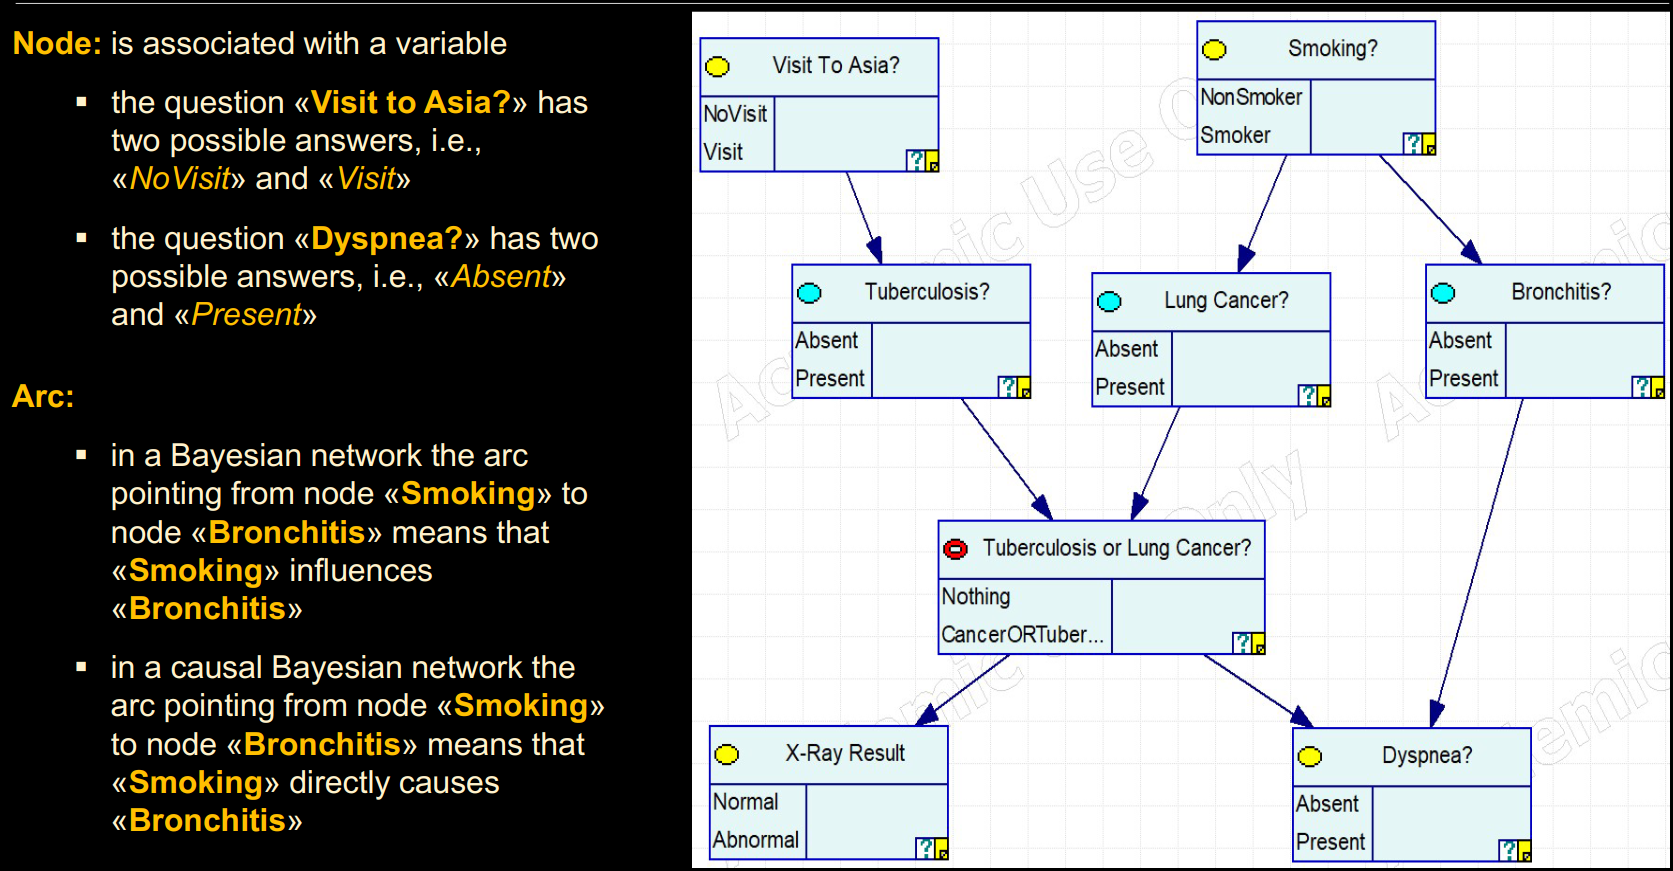 Node: is associated with a variable
▪ the question «Visit to Asia?» has
two possible answers, i.e.,
«NoVisit» and «Visit»
▪ the question «Dyspnea?» has two
possible answers, i.e., «Absent»
and «Present»
Arc:
▪ in a Bayesian network the arc
pointing from node «Smoking» to
node «Bronchitis» means that
«Smoking» influences
«Bronchitis»
▪ in a causal Bayesian network the
arc pointing from node «Smoking»
to node «Bronchitis» means that
«Smoking» directly causes
«Bronchitis»
Visit To Asia?
NoVisit
Visit
?
Smoking?
NonSmoker
Smoker
?
Tuberculosis?
Absent
Present
?
Lung Cancer?
Absent
Present
?
Bronchitis?
Absent
Present
?
Tuberculosis or Lung Cancer?
Nothing
CancerORTuber...
?
X-Ray Result
Normal
Abnormal
?
Dyspnea?
Absent
Present
?